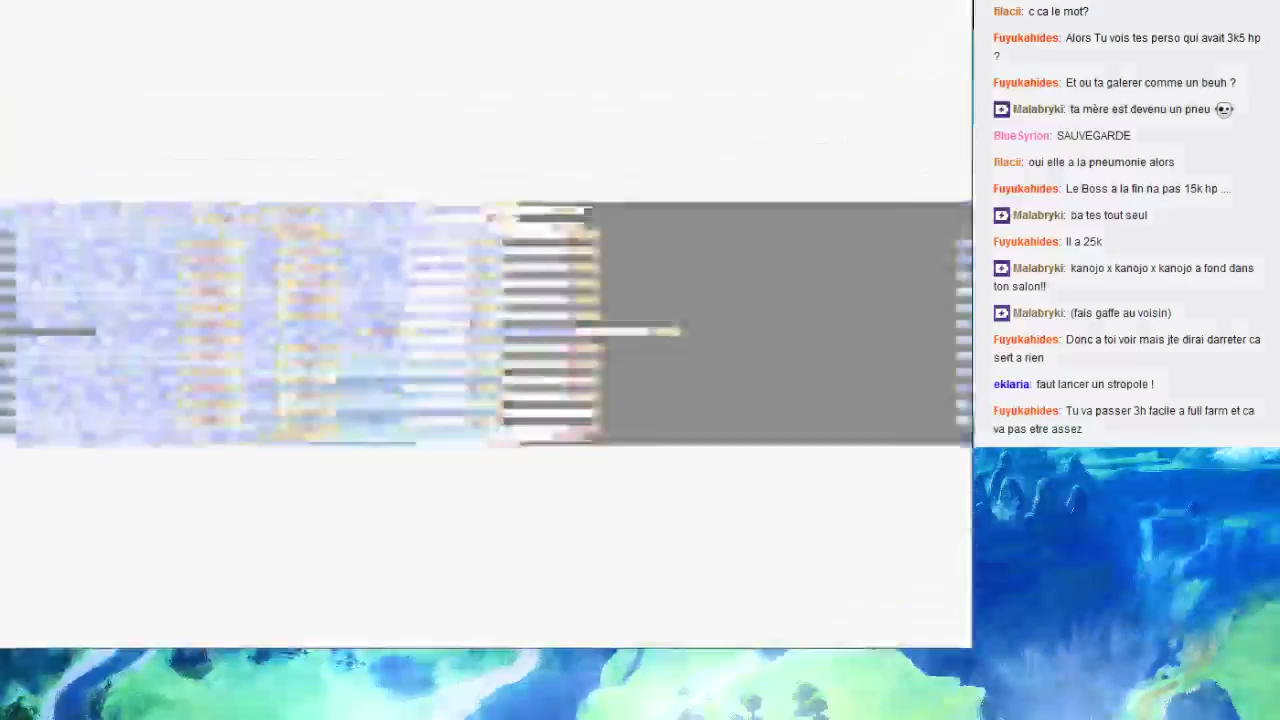 filacii: c ca le mot?
Fuyukahides: Alors Tu vois tes perso qui avait 3k5 hp
?
Fuyukahides: Et ou ta galerer comme un beuh ?
Malabryki: ta mère est devenu un pneu
BlueSyrion: SAUVEGARDE
filacii: oui elle a la pneumonie alors
Fuyukahides: Le Boss a la fin na pas 15k hp ....
Malabryki: ba tes tout seul
Fuyukahides: Il a 25k
Malabryki: kanojo x kanojo x kanojo a fond dans
ton salon!!
Malabryki: (fais gaffe au voisin)
Fuyukahides: Donc a toi voir mais jte dirai darreter ca
sert a rien
eklaria: faut lancer un stropole !
Fuyukahides: Tu va passer 3h facile a full farm et ca
va pas etre assez